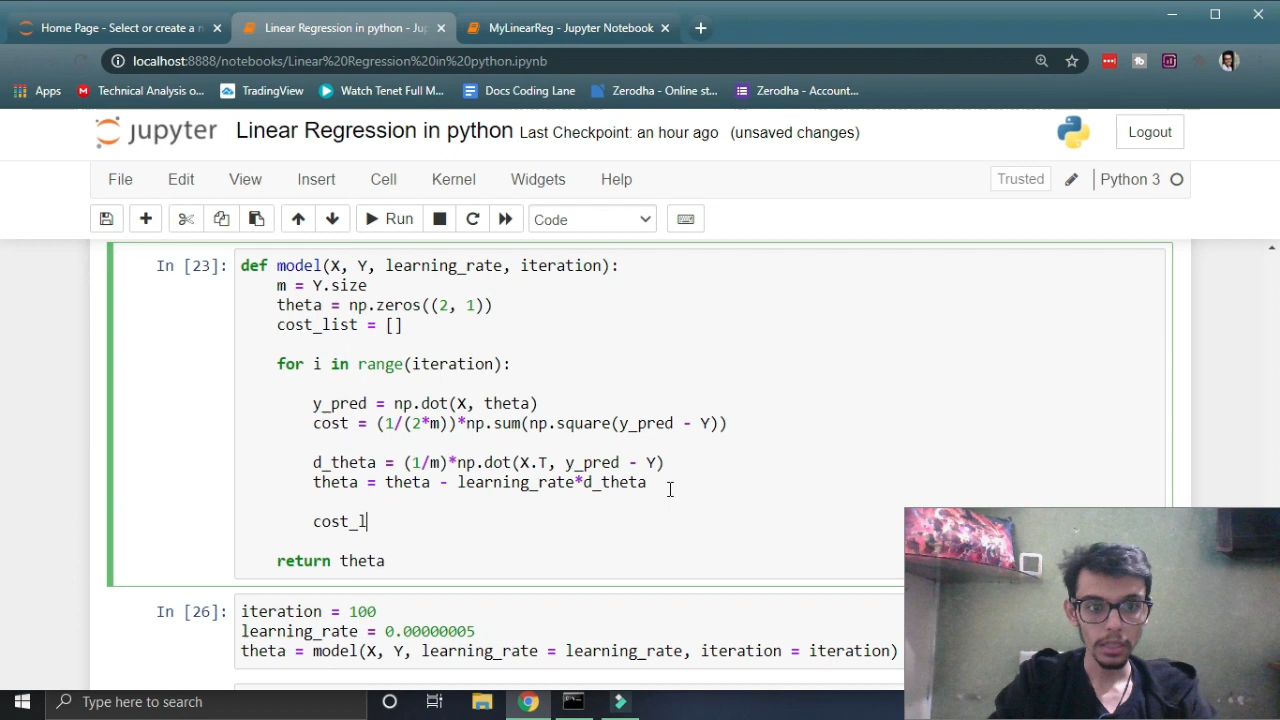 Home Page - Select or create a n
Linear Regression in python - Jup
MyLinearReg - Jupyter Notebook
localhost:8888/notebooks/Linear%20Regression%20in%20python.ipynb
Apps
Technical Analysis o...
TradingView
Watch Tenet Full M...
Docs Coding Lane
Zerodha - Online st...
Zerodha - Account...
jupyter Linear Regression in python Last Checkpoint: an hour ago (unsaved changes)
Logout
File Edit View Insert Cell Kernel Widgets Help
Trusted
Python 3
Run
Code
In [23]: def model(X, Y, learning_rate, iteration):
m = Y.size
theta = np.zeros((2, 1))
cost_list = []
for i in range(iteration):
y_pred = np.dot(X, theta)
cost = (1/(2*m))*np.sum(np.square(y_pred - Y))
d_theta = (1/m)*np.dot(X.T, y_pred - Y)
theta = theta - learning_rate*d_theta
cost_l
return theta
In [26]: iteration = 100
learning_rate = 0.00000005
theta = model(X, Y, learning_rate = learning_rate, iteration = iteration)
Type here to search